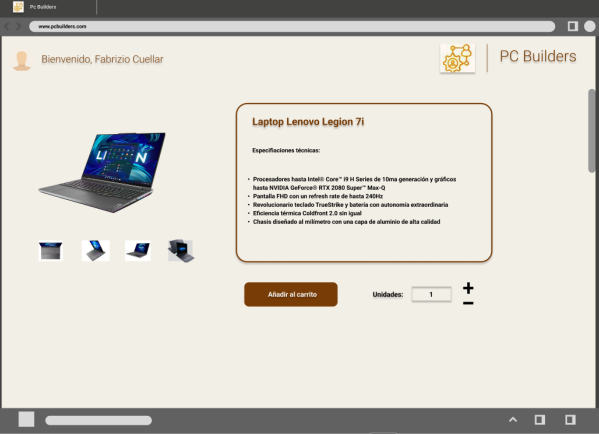 Pc Builders
www.pcbuilders.com
Bienvenido, Fabrizio Cuellar
PC Builders
Laptop Lenovo Legion 7i
Especifiaciones técnicas:
• Procesadores hasta Intel® Core™ i9 H Series de 10ma generación y gráficos
hasta NVIDIA GeForce® RTX 2080 Super™ Max-Q
• Pantalla FHD con un refresh rate de hasta 240Hz
• Revolucionario teclado TrueStrike y batería con autonomía extraordinaria
• Eficiencia térmica Coldfront 2.0 sin igual
• Chasis diseñado al milímetro con una capa de aluminio de alta calidad
Añadir al carrito
Unidades:
1